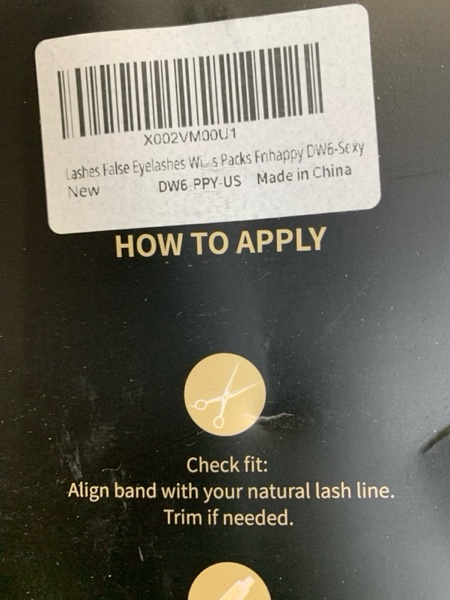 X002VM00U1
Lashes False Eyelashes Packs Fnhappy DW6-Sexy
New DW6-PPY-US Made in China
HOW TO APPLY
Check fit:
Align band with your natural lash line.
Trim if needed.